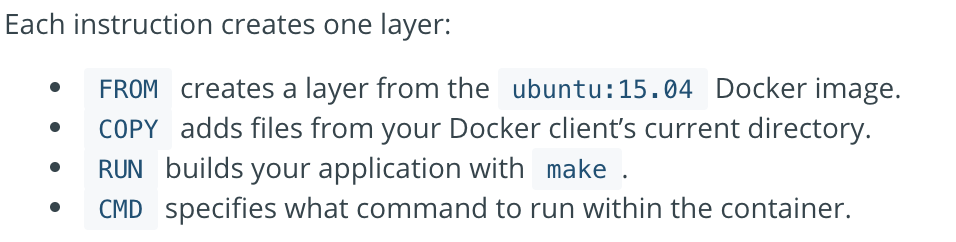 Each instruction creates one layer:
• FROM creates a layer from the ubuntu:15.04 Docker image.
• COPY adds files from your Docker client’s current directory.
• RUN builds your application with make .
• CMD specifies what command to run within the container.